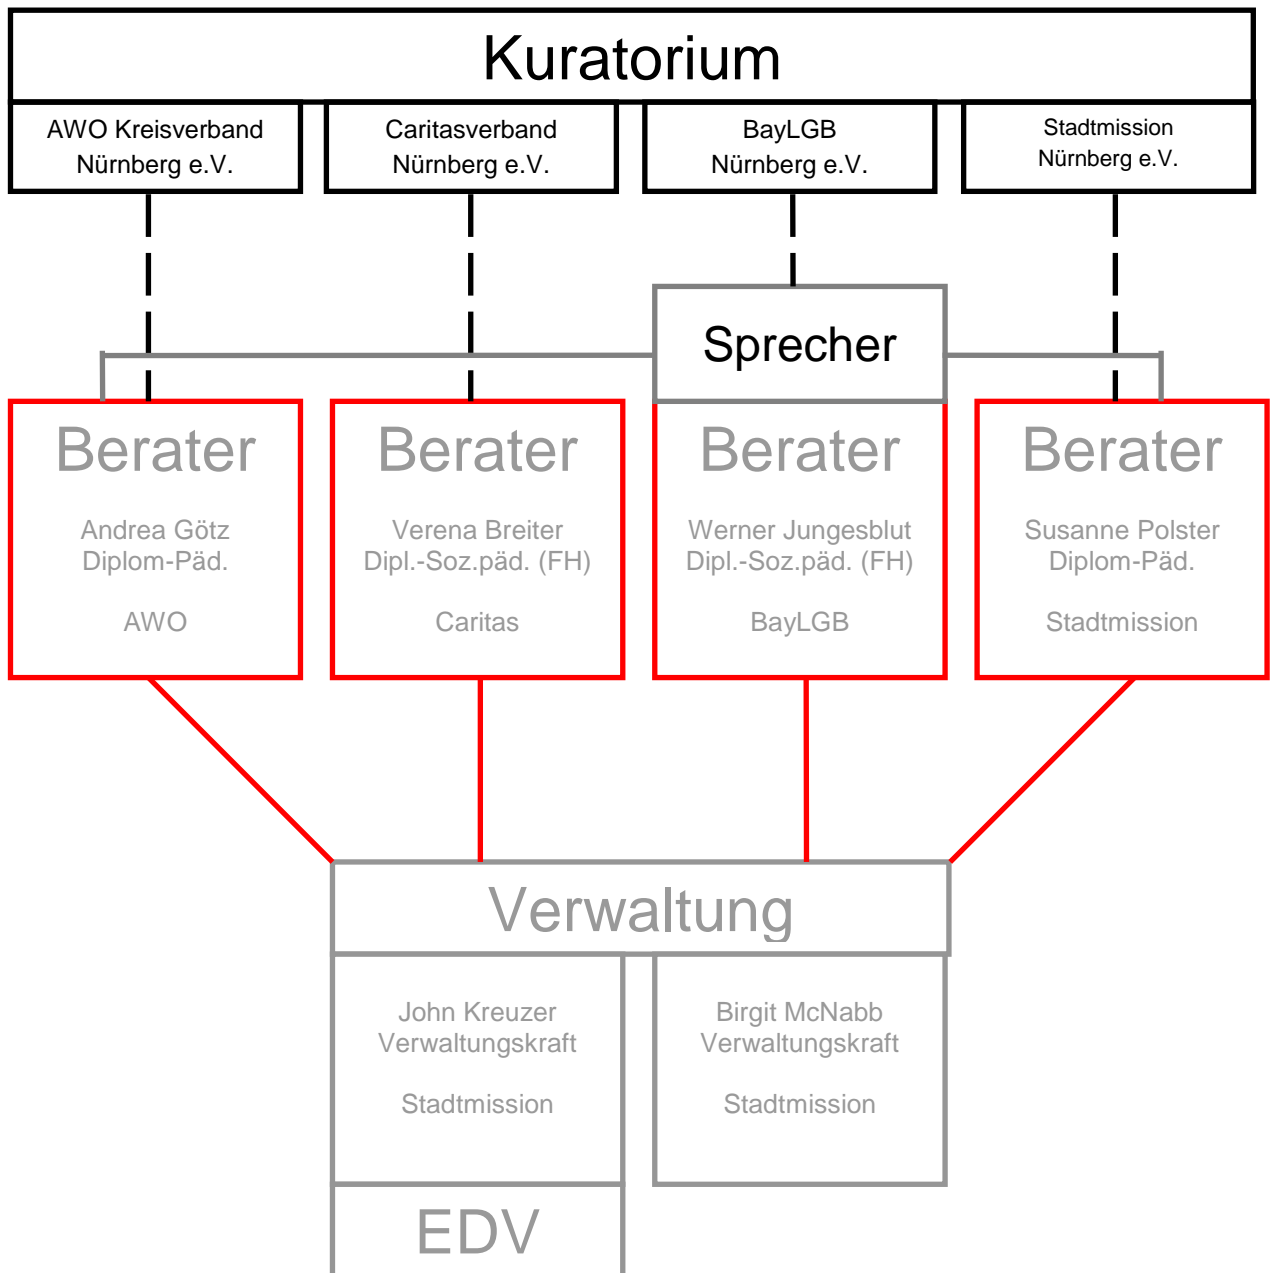 Kuratorium
AWO Kreisverband
Nürnberg e.V.
Caritasverband
Nürnberg e.V.
BayLGB
Nürnberg e.V.
Stadtmission
Nürnberg e.V.
Sprecher
Berater
Andrea Götz
Diplom-Päd.
AWO
Berater
Verena Breiter
Dipl.-Soz.päd. (FH)
Caritas
Berater
Werner Jungesblut
Dipl.-Soz.päd. (FH)
BayLGB
Berater
Susanne Polster
Diplom-Päd.
Stadtmission
Verwaltung
John Kreuzer
Verwaltungskraft
Stadtmission
Birgit McNabb
Verwaltungskraft
Stadtmission
EDV